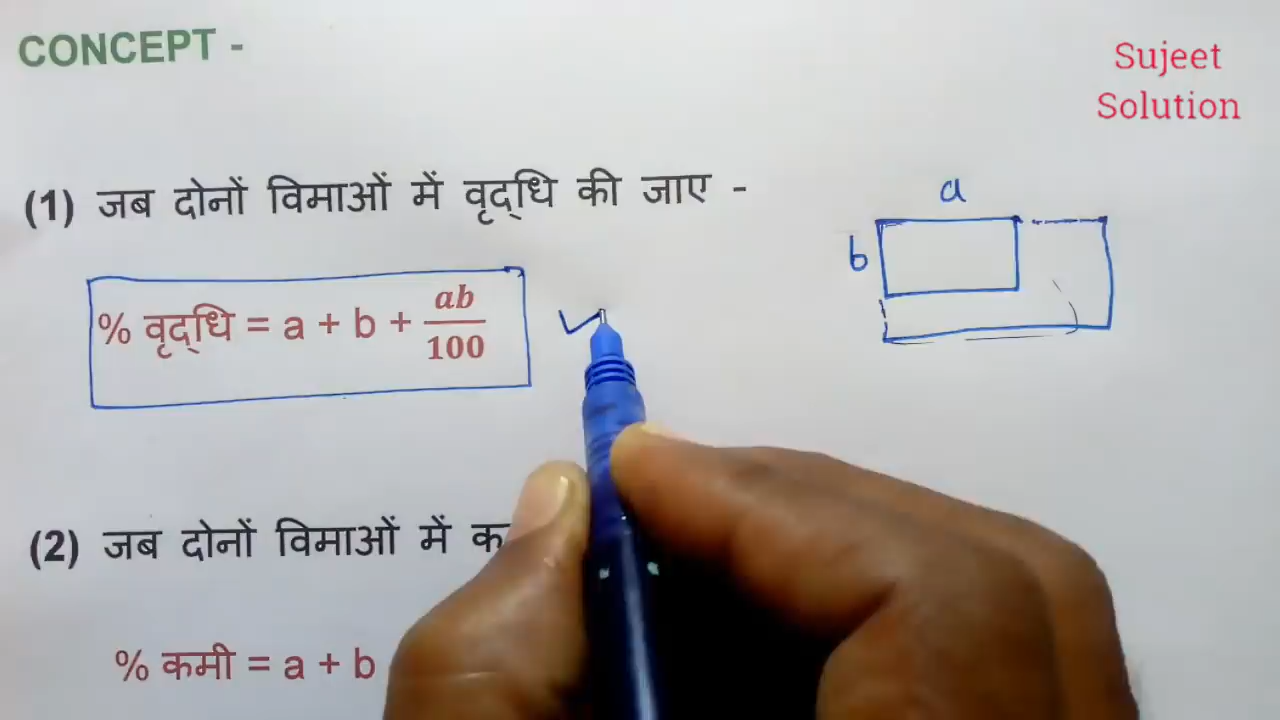 CONCEPT -
Sujeet
Solution
(1) जब दोनों विमाओं में वृद्धि की जाए -
a
b
% वृद्धि = a + b + ab/100
(2) जब दोनों विमाओं में
% कमी = a + b